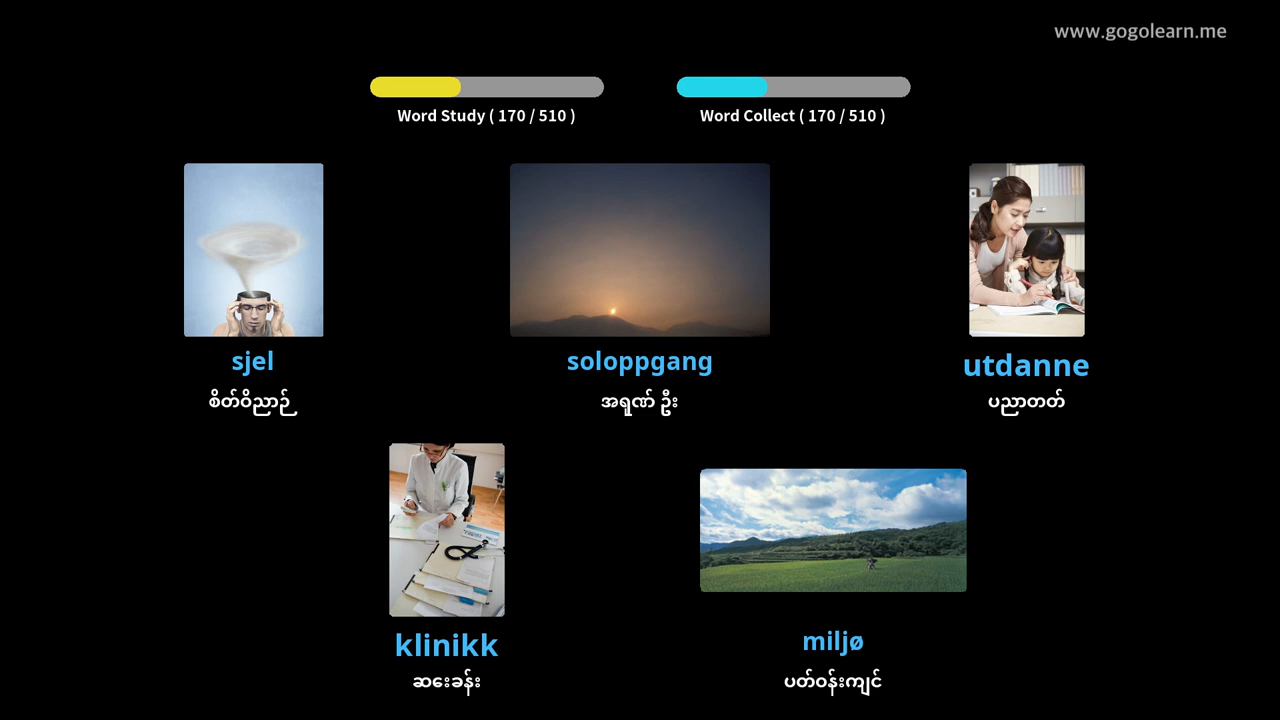 www.gogolearn.me
Word Study ( 170 / 510 )
Word Collect ( 170 / 510 )
sjel
စိတ်ဝိညာဉ်
soloppgang
အရုဏ် ဦး
utdanne
ပညာတတ်
klinikk
ဆေးခန်း
miljø
ပတ်ဝန်းကျင်